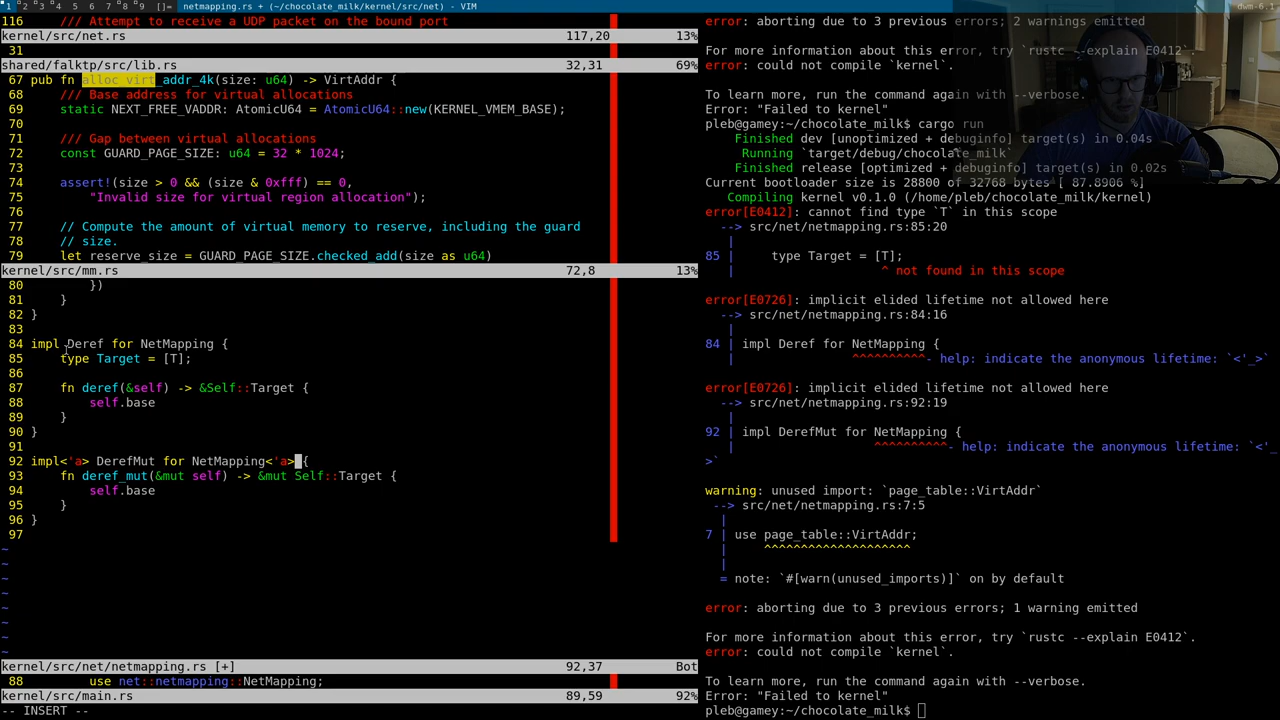 1 2 3 4 5 6 7 8 9 []= netmapping.rs + (~/chocolate_milk/kernel/src/net) - VIM
dwm-6.1
116 /// Attempt to receive a UDP packet on the bound port
kernel/src/net.rs 117,20 13%
31
shared/falktp/src/lib.rs 32,31 69%
67 pub fn alloc_virt_addr_4k(size: u64) -> VirtAddr {
68 /// Base address for virtual allocations
69 static NEXT_FREE_VADDR: AtomicU64 = AtomicU64::new(KERNEL_VMEM_BASE);
70
71 /// Gap between virtual allocations
72 const GUARD_PAGE_SIZE: u64 = 32 * 1024;
73
74 assert!(size > 0 && (size & 0xfff) == 0,
75 "Invalid size for virtual region allocation");
76
77 // Compute the amount of virtual memory to reserve, including the guard
78 // size.
79 let reserve_size = GUARD_PAGE_SIZE.checked_add(size as u64)
kernel/src/mm.rs 72,8 13%
80 })
81 }
82 }
83
84 impl Deref for NetMapping {
85 type Target = [T];
86
87 fn deref(&self) -> &Self::Target {
88 self.base
89 }
90 }
91
92 impl<'a> DerefMut for NetMapping<'a> {
93 fn deref_mut(&mut self) -> &mut Self::Target {
94 self.base
95 }
96 }
97
~
~
~
~
~
~
~
~
kernel/src/net/netmapping.rs [+] 92,37 Bot
88 use net::netmapping::NetMapping;
kernel/src/main.rs 89,59 92%
-- INSERT --
error: aborting due to 3 previous errors; 2 warnings emitted
For more information about this error, try `rustc --explain E0412`.
error: could not compile `kernel`.
To learn more, run the command again with --verbose.
Error: "Failed to kernel"
pleb@gamey:~/chocolate_milk$ cargo run
Finished dev [unoptimized + debuginfo] target(s) in 0.04s
Running `target/debug/chocolate_milk`
Finished release [optimized + debuginfo] target(s) in 0.02s
Current bootloader size is 28800 of 32768 bytes [ 87.8906 %]
Compiling kernel v0.1.0 (/home/pleb/chocolate_milk/kernel)
error[E0412]: cannot find type `T` in this scope
--> src/net/netmapping.rs:85:20
|
85 | type Target = [T];
| ^ not found in this scope
error[E0726]: implicit elided lifetime not allowed here
--> src/net/netmapping.rs:84:16
|
84 | impl Deref for NetMapping {
| ^^^^^^^^^^- help: indicate the anonymous lifetime: `<'_>`
error[E0726]: implicit elided lifetime not allowed here
--> src/net/netmapping.rs:92:19
|
92 | impl DerefMut for NetMapping {
| ^^^^^^^^^^- help: indicate the anonymous lifetime: `<'_
>`
warning: unused import: `page_table::VirtAddr`
--> src/net/netmapping.rs:7:5
|
7 | use page_table::VirtAddr;
| ^^^^^^^^^^^^^^^^^^^^
|
= note: `#[warn(unused_imports)]` on by default
error: aborting due to 3 previous errors; 1 warning emitted
For more information about this error, try `rustc --explain E0412`.
error: could not compile `kernel`.
To learn more, run the command again with --verbose.
Error: "Failed to kernel"
pleb@gamey:~/chocolate_milk$